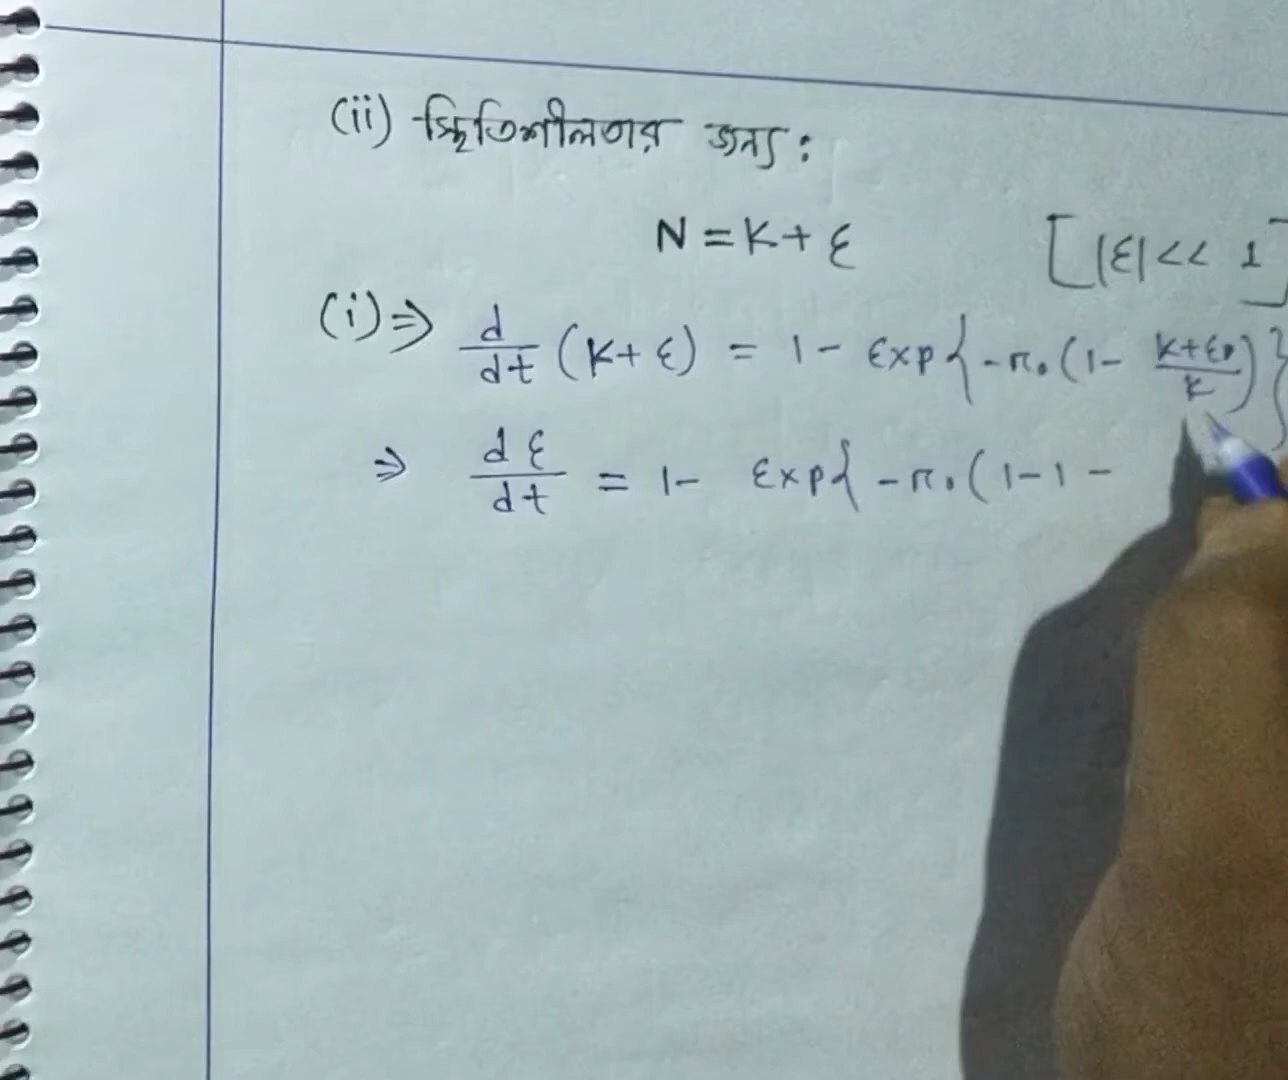 (ii) স্থিতিশীলতার জন্য :
N = K + ε [|ε| << 1]
(i) ⇒ d/dt (K + ε) = 1 - Exp{-r₀(1 - K+ε/K)}
⇒ dε/dt = 1 - Exp{-r₀(1-1-